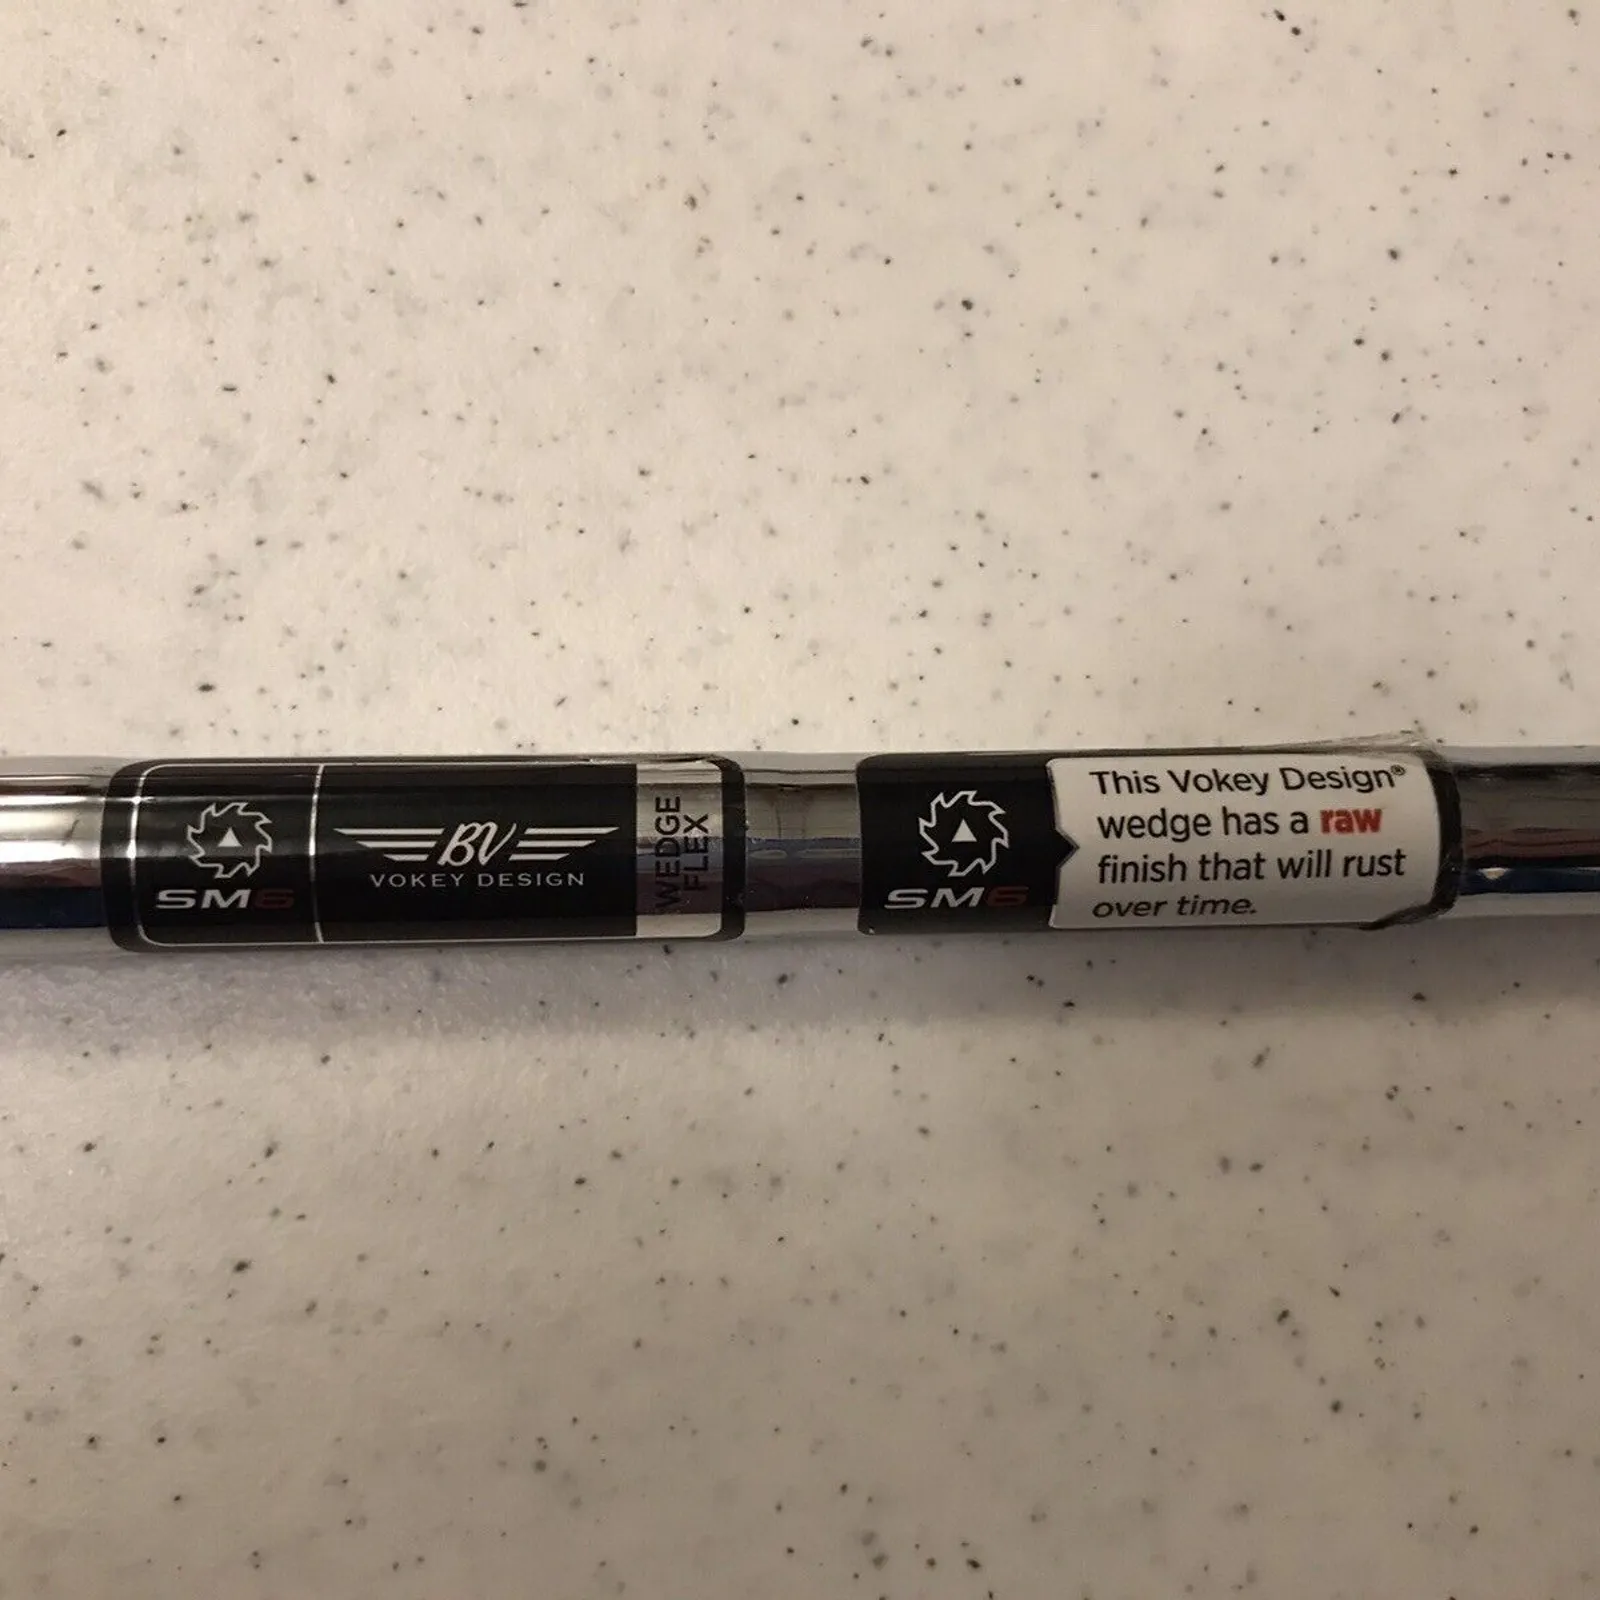 SM6
BV
VOKEY DESIGN
WEDGE
FLEX
SM6
This Vokey Design®
wedge has a raw
finish that will rust
over time.